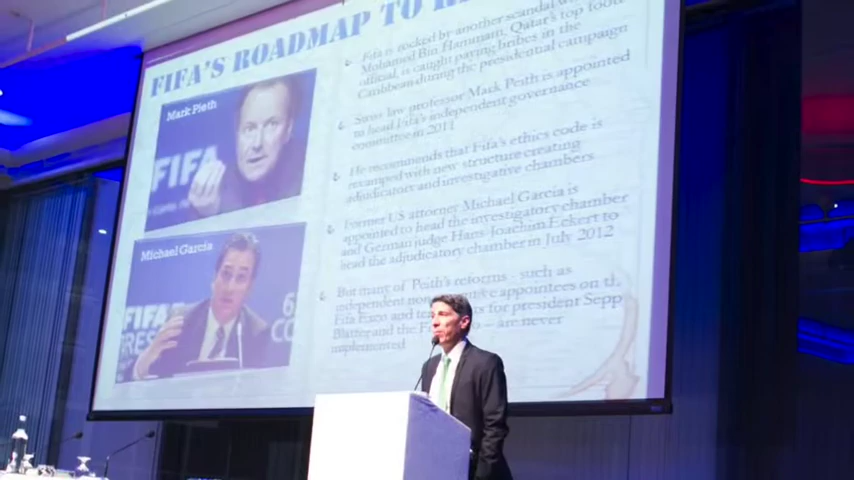 FIFA'S ROADMAP TO
Mark Pieth
FIFA
Michael Garcia
FIFA
6
CO
Fifa is rocked by another scandal
Mohamed Bin Hammam, Qatar's top foot
official, is caught paying bribes in the
Caribbean during the presidential campaign
Swiss law professor Mark Peith is appointed
to head Fifa's independent governance
committee in 2011
He recommends that Fifa's ethics code is
revamped with new structure creating
adjudicatory and investigative chambers
Former US attorney Michael Garcia is
appointed to head the investigatory chamber
and German judge Hans-Joachim Eckert to
head the adjudicatory chamber in July 2012
But many of Peith's reforms - such as
independent appointees on
Fifa Exco and for president Sepp
Blatter and the – are never
implemented